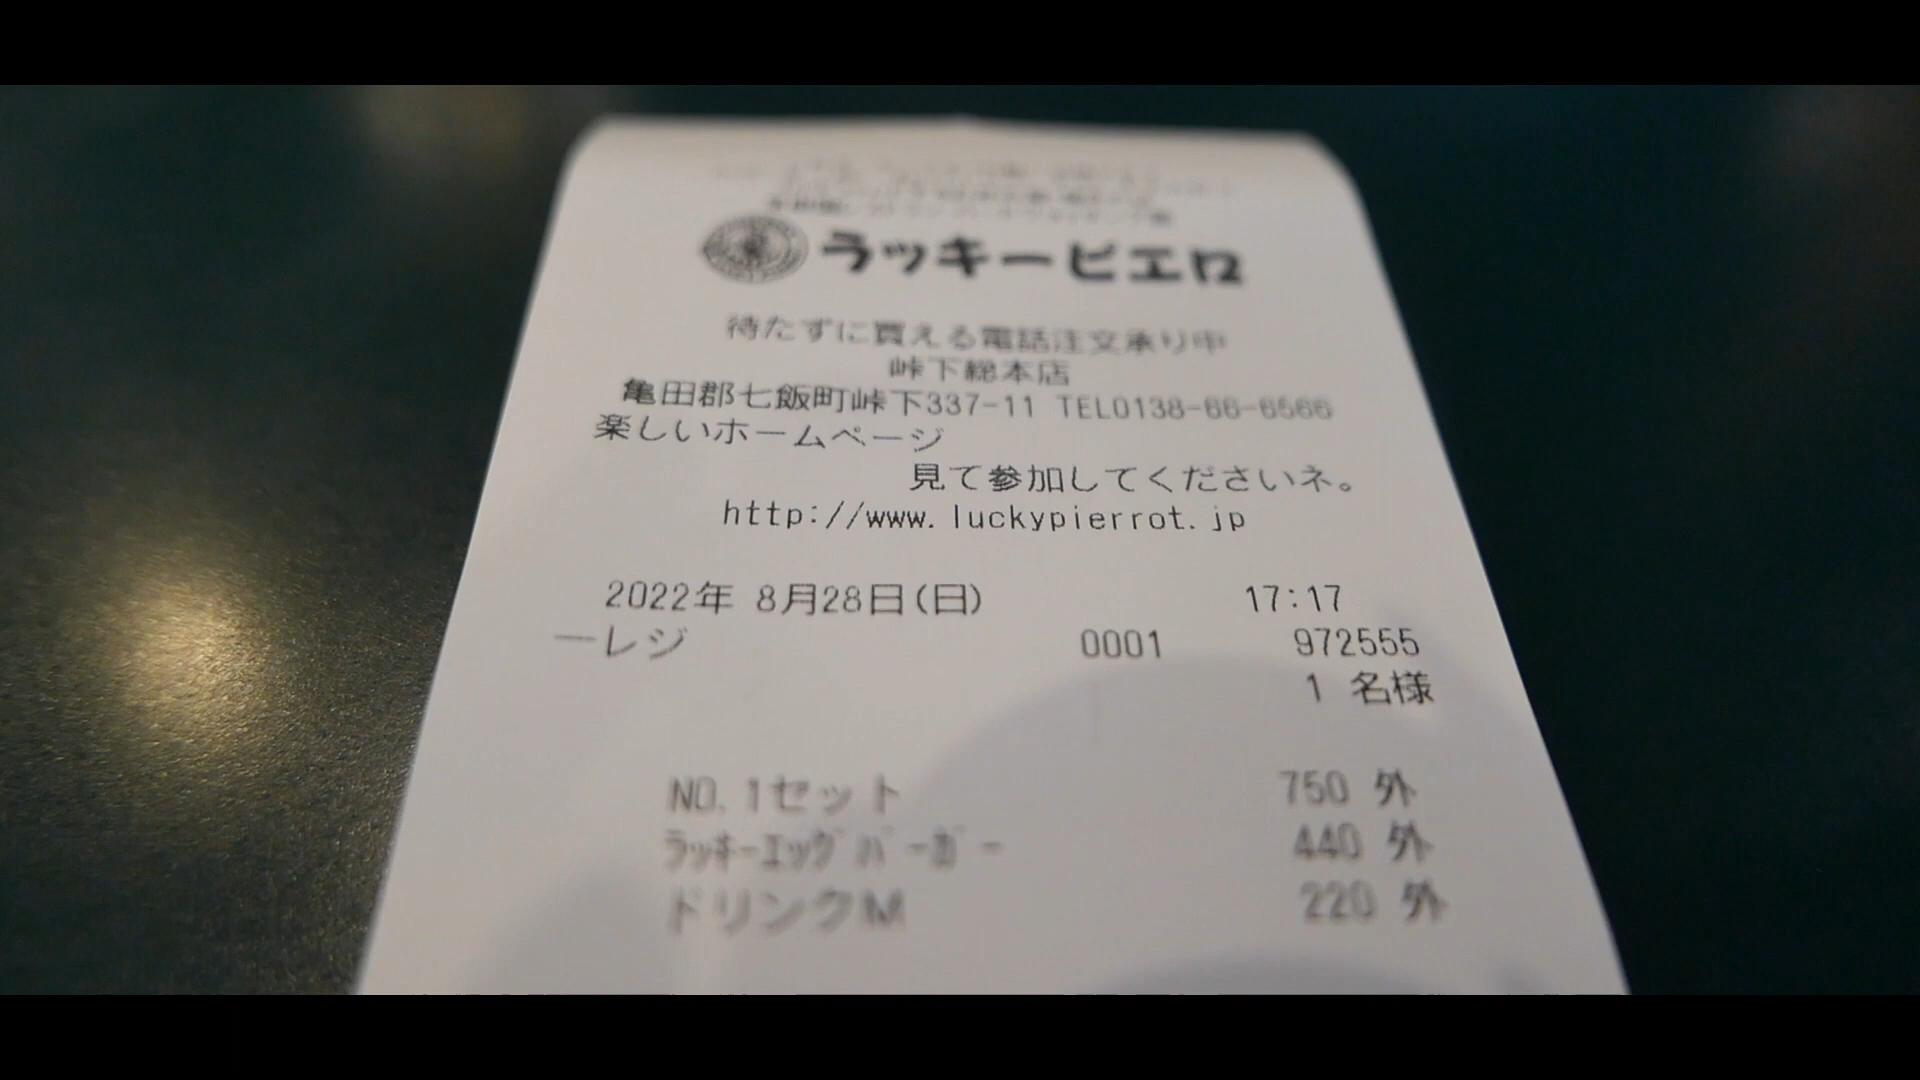 ラッキーピエロ
待たずに買える電話注文承り中
峠下総本店
亀田郡七飯町峠下337-11 TEL0138-66-6566
楽しいホームページ
見て参加してくださいネ。
http://www.luckypierrot.jp
2022年 8月28日(日) 17:17
一レジ 0001 972555
1 名様
NO.1セット 750 外
ﾗｯｷｰｴｯｸﾞﾊﾞｰｶﾞｰ 440 外
ドリンクM 220 外